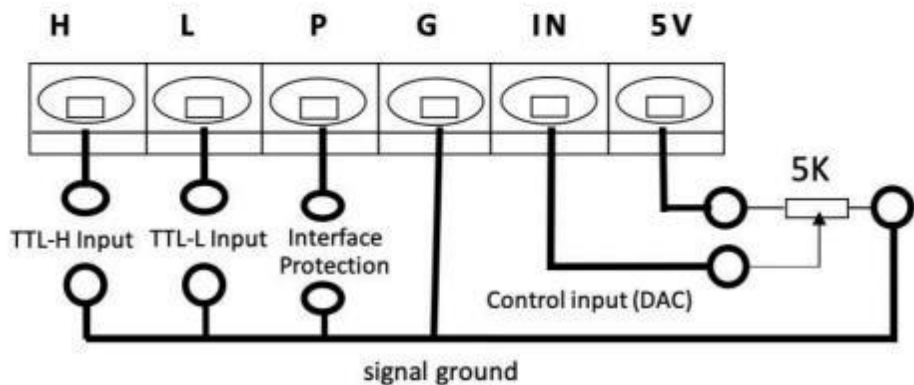 H L P G IN 5V
5K
TTL-H Input TTL-L Input Interface
Protection
Control input (DAC)
signal ground